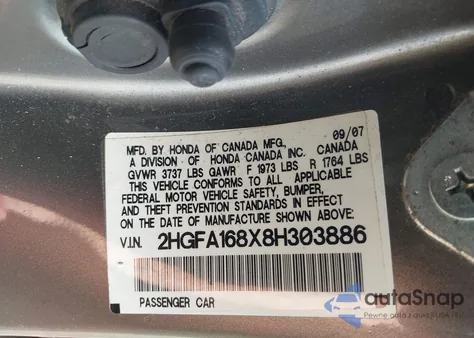 MFD. BY HONDA OF CANADA MFG., 09/07
A DIVISION OF HONDA CANADA INC. CANADA
GVWR 3737 LBS GAWR F 1973 LBS R 1764 LBS
THIS VEHICLE CONFORMS TO ALL APPLICABLE
FEDERAL MOTOR VEHICLE SAFETY, BUMPER,
AND THEFT PREVENTION STANDARDS IN EFFECT
ON THE DATE OF MANUFACTURE SHOWN ABOVE.
V.I.N. 2HGFA168X8H303886
PASSENGER CAR
autoSnap